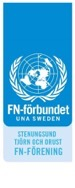 FN-förbundet
UNA SWEDEN
STENUNGSUND
TJÖRN OCH ORUST
FN-FÖRENING